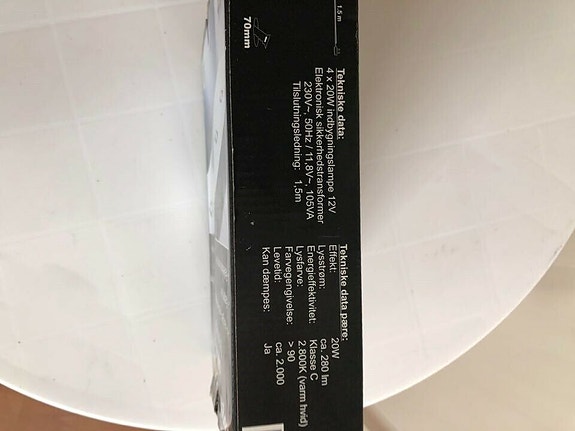 1,5 m
70mm
Tekniske data:
4 x 20W indbygningslampe 12V
Elektronisk sikkerhedstransformer
230V~, 50Hz / 11,8V~, 105VA
Tilslutningsledning: 1,5m
Tekniske data pære:
Effekt: 20W
Lysstrøm: ca. 280 lm
Energieffektivitet: Klasse C
Lysfarve: 2.800K (varm hvid)
Farvegengivelse: > 90
Levetid: ca. 2.000
Kan dæmpes: Ja